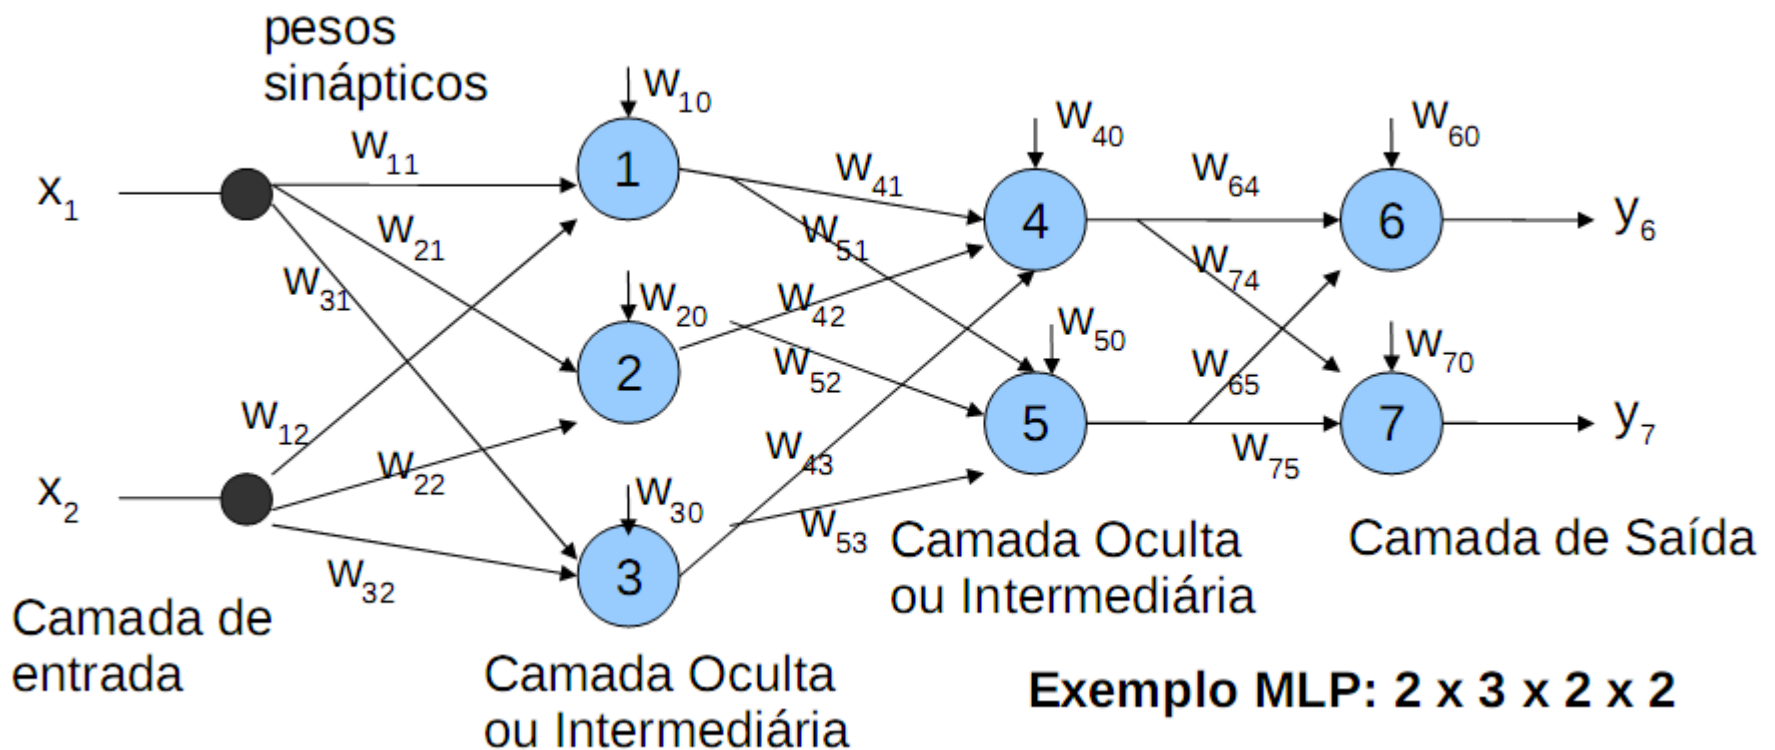 pesos
sinápticos
w10
w11
1
x1
w21
w31
w20
2
w12
w22
x2
w30
3
w32
Camada de
entrada
Camada Oculta
ou Intermediária
w40
w41
4
w51
w42
w50
w52
5
w43
w53
Camada Oculta
ou Intermediária
w60
w64
6
y6
w74
w70
w65
7
y7
w75
Camada de Saída
Exemplo MLP: 2 x 3 x 2 x 2